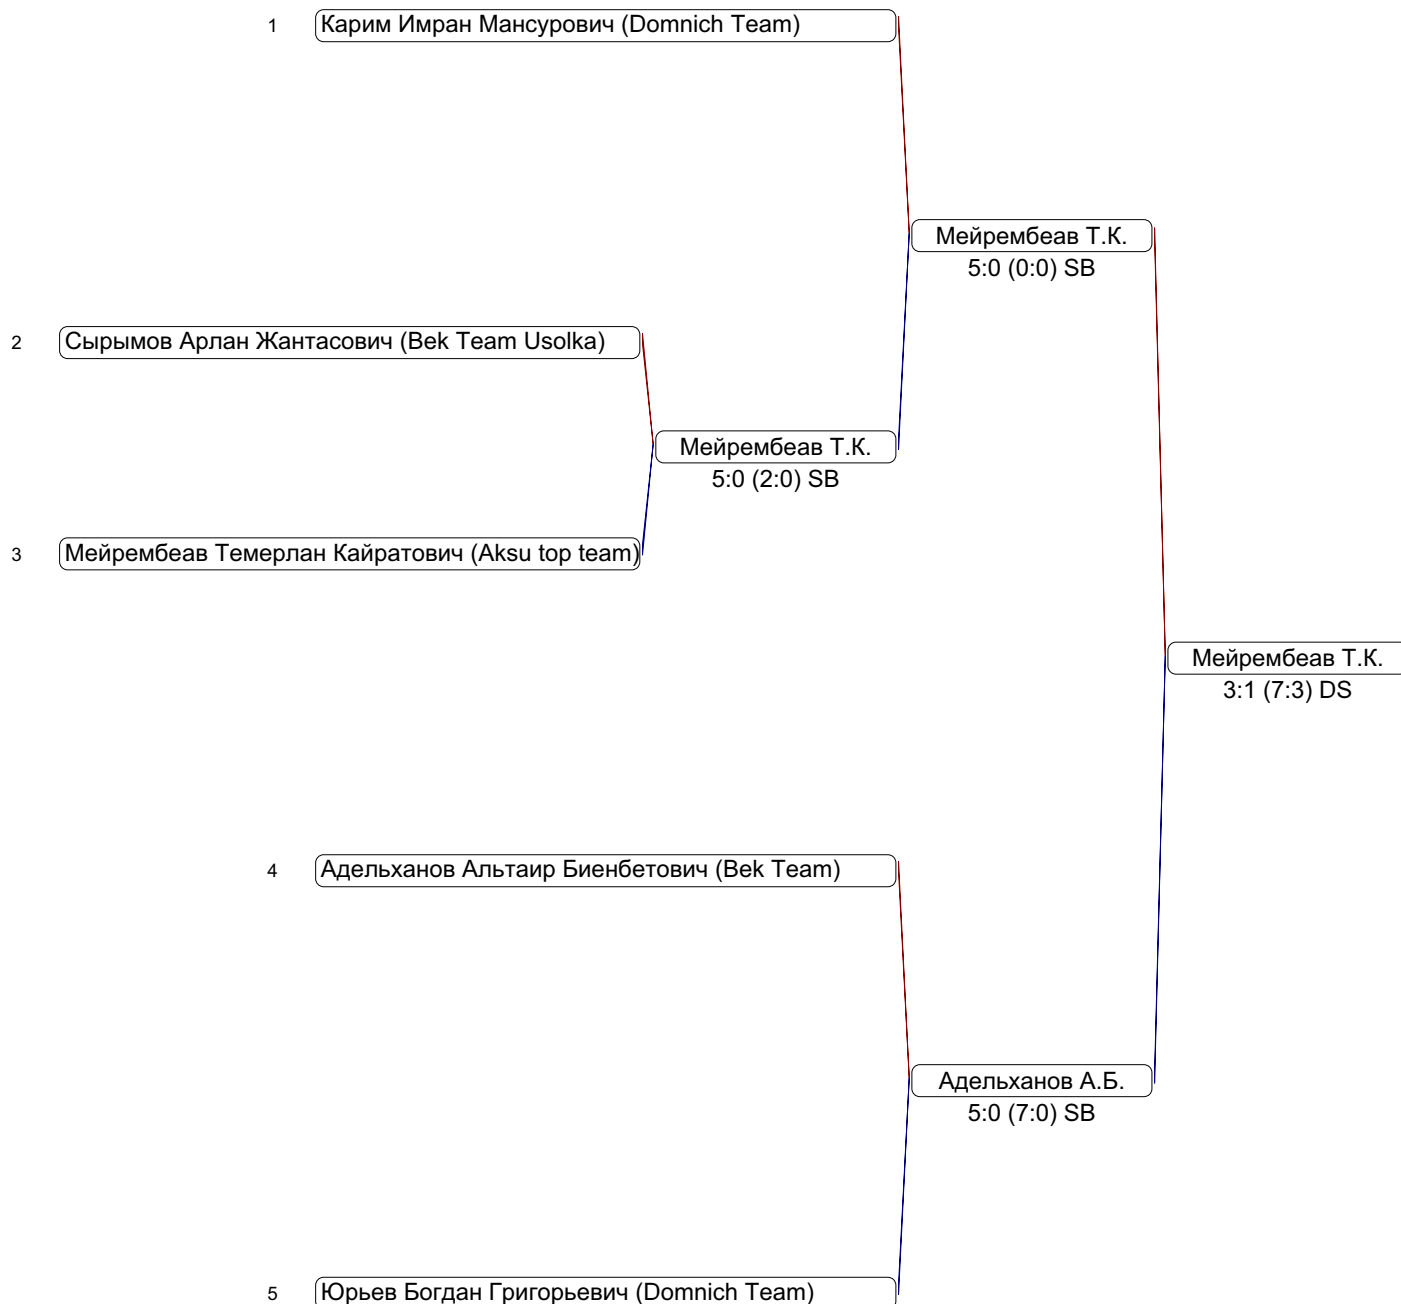 1 Карим Имран Мансурович (Domnich Team)
Мейрембеав Т.К.
5:0 (0:0) SB
2 Сырымов Арлан Жантасович (Bek Team Usolka)
Мейрембеав Т.К.
5:0 (2:0) SB
3 Мейрембеав Темерлан Кайратович (Aksu top team)
Мейрембеав Т.К.
3:1 (7:3) DS
4 Адельханов Альтаир Биенбетович (Bek Team)
Адельханов А.Б.
5:0 (7:0) SB
5 Юрьев Богдан Григорьевич (Domnich Team)